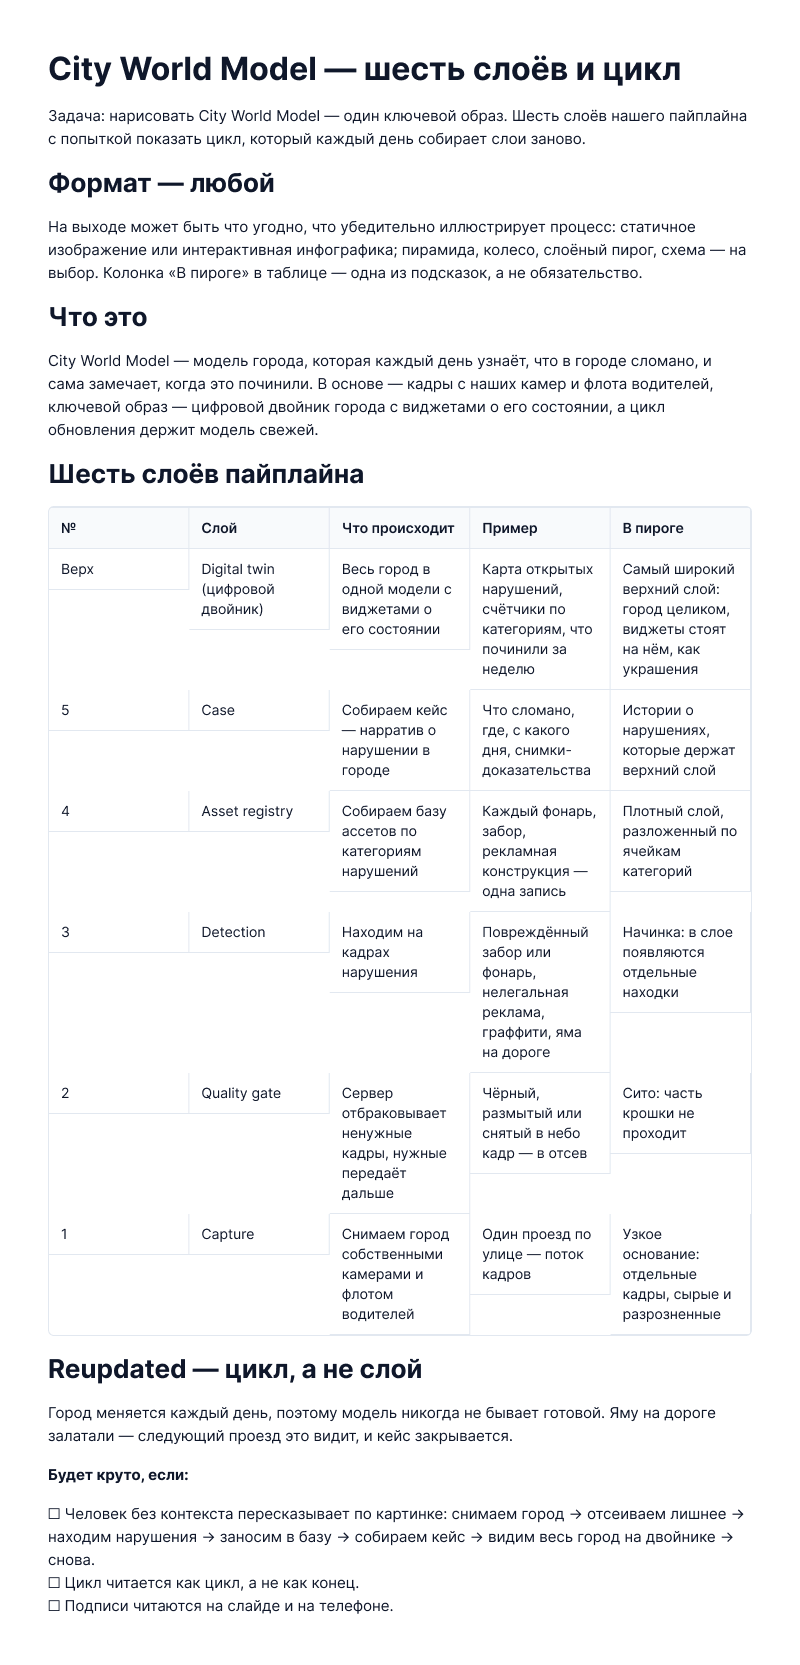 City World Model — шесть слоёв и цикл
Задача: нарисовать City World Model — один ключевой образ. Шесть слоёв нашего пайплайна
с попыткой показать цикл, который каждый день собирает слои заново.
Формат — любой
На выходе может быть что угодно, что убедительно иллюстрирует процесс: статичное
изображение или интерактивная инфографика; пирамида, колесо, слоёный пирог, схема — на
выбор. Колонка «В пироге» в таблице — одна из подсказок, а не обязательство.
Что это
City World Model — модель города, которая каждый день узнаёт, что в городе сломано, и
сама замечает, когда это починили. В основе — кадры с наших камер и флота водителей,
ключевой образ — цифровой двойник города с виджетами о его состоянии, а цикл
обновления держит модель свежей.
Шесть слоёв пайплайна
№
Слой
Что происходит
Пример
В пироге
Верх
Digital twin
(цифровой
двойник)
Весь город в
одной модели с
виджетами о
его состоянии
Карта открытых
нарушений,
счётчики по
категориям, что
починили за
неделю
Самый широкий
верхний слой:
город целиком,
виджеты стоят
на нём, как
украшения
5
Case
Собираем кейс
— нарратив о
нарушении в
городе
Что сломано,
где, с какого
дня, снимки-
доказательства
Истории о
нарушениях,
которые держат
верхний слой
4
Asset registry
Собираем базу
ассетов по
категориям
нарушений
Каждый фонарь,
забор,
рекламная
конструкция —
одна запись
Плотный слой,
разложенный по
ячейкам
категорий
3
Detection
Находим на
кадрах
нарушения
Повреждённый
забор или
фонарь,
нелегальная
реклама,
граффити, яма
на дороге
Начинка: в слое
появляются
отдельные
находки
2
Quality gate
Сервер
отбраковывает
ненужные
кадры, нужные
передаёт
дальше
Чёрный,
размытый или
снятый в небо
кадр — в отсев
Сито: часть
крошки не
проходит
1
Capture
Снимаем город
собственными
камерами и
флотом
водителей
Один проезд по
улице — поток
кадров
Узкое
основание:
отдельные
кадры, сырые и
разрозненные
Reupdated — цикл, а не слой
Город меняется каждый день, поэтому модель никогда не бывает готовой. Яму на дороге
залатали — следующий проезд это видит, и кейс закрывается.
Будет круто, если:
☐ Человек без контекста пересказывает по картинке: снимаем город → отсеиваем лишнее →
находим нарушения → заносим в базу → собираем кейс → видим весь город на двойнике →
снова.
☐ Цикл читается как цикл, а не как конец.
☐ Подписи читаются на слайде и на телефоне.